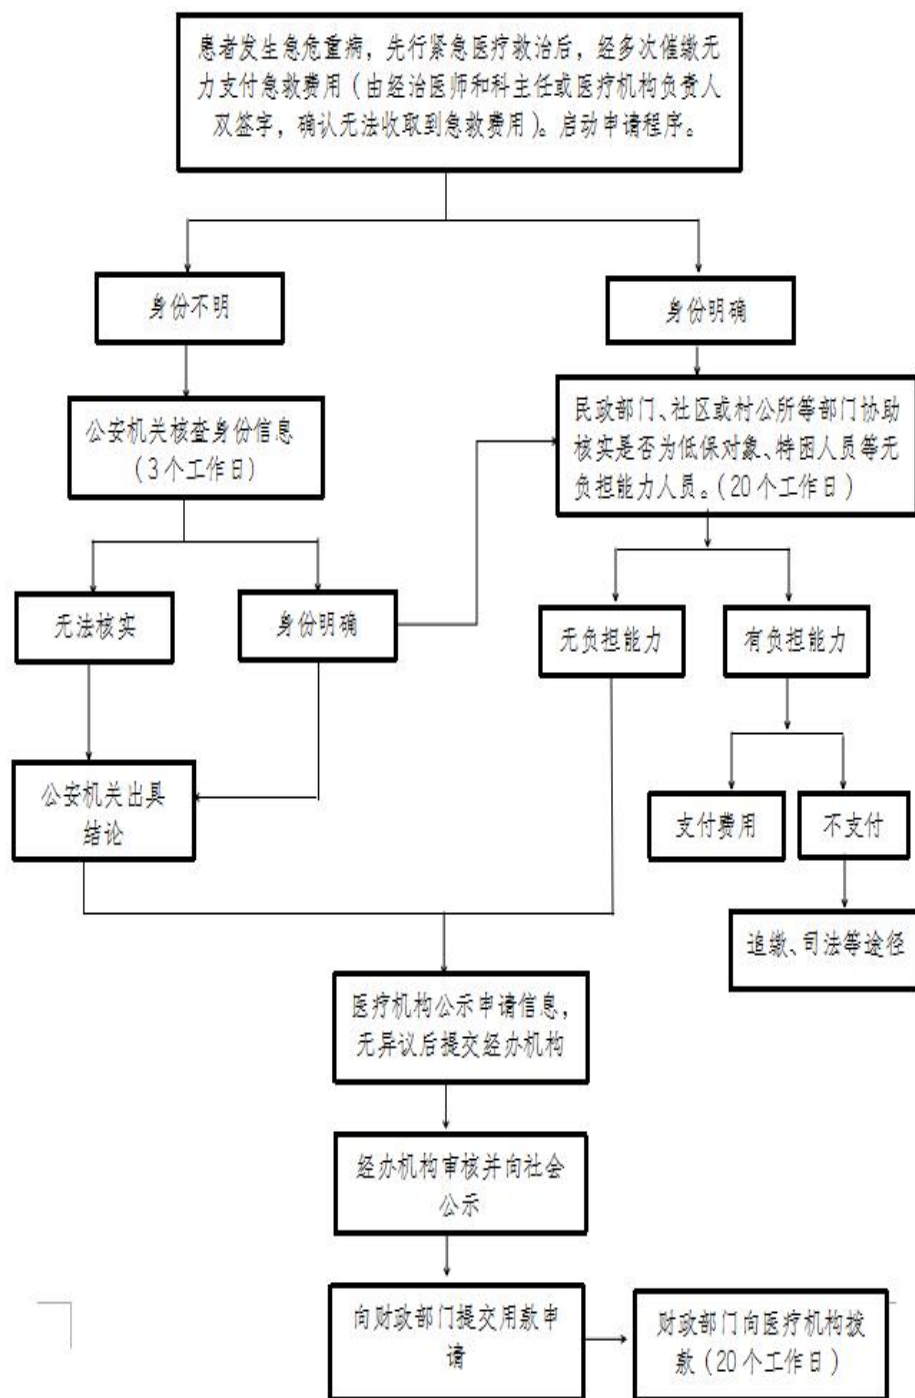 患者发生急危重病，先行紧急医疗救治后，经多次催缴无
力支付急救费用（由经治医师和科主任或医疗机构负责人
双签字，确认无法收取到急救费用）。启动申请程序。
身份不明
身份明确
公安机关核查身份信息
（3个工作日）
民政部门、社区或村公所等部门协助
核实是否为低保对象、特困人员等无
负担能力人员。（20个工作日）
无法核实
身份明确
无负担能力
有负担能力
公安机关出具
结论
支付费用
不支付
追缴、司法等途径
医疗机构公示申请信息，
无异议后提交经办机构
经办机构审核并向社会
公示
向财政部门提交用款申
请
财政部门向医疗机构拨
款（20个工作日）